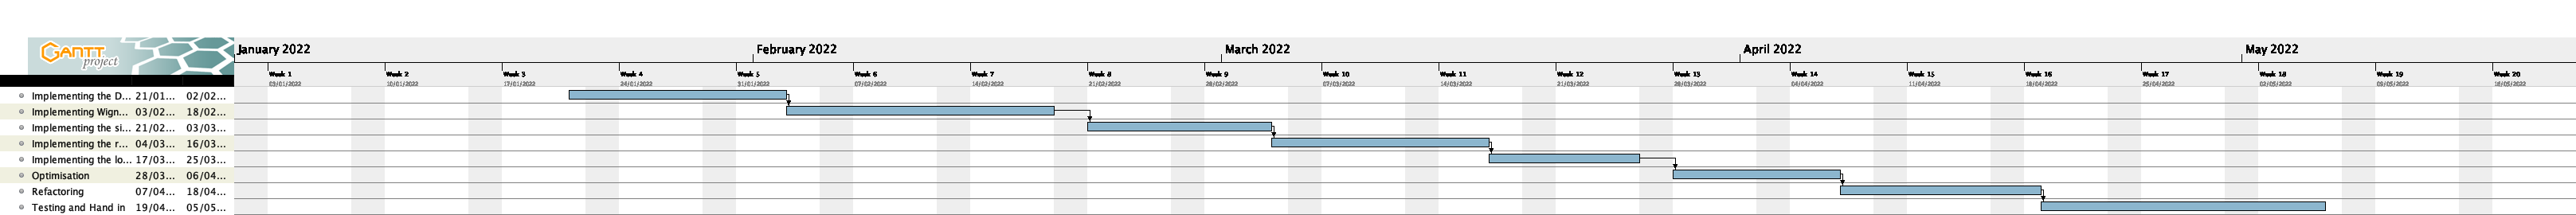 GANTT project
January 2022 February 2022 March 2022 April 2022 May 2022
Week 1 Week 2 Week 3 Week 4 Week 5 Week 6 Week 7 Week 8 Week 9 Week 10 Week 11 Week 12 Week 13 Week 14 Week 15 Week 16 Week 17 Week 18 Week 19 Week 20
03/01/2022 10/01/2022 17/01/2022 24/01/2022 31/01/2022 07/02/2022 14/02/2022 21/02/2022 28/02/2022 07/03/2022 14/03/2022 21/03/2022 28/03/2022 04/04/2022 11/04/2022 18/04/2022 25/04/2022 02/05/2022 09/05/2022 16/05/2022
Implementing the D... 21/01... 02/02...
Implementing Wign... 03/02... 18/02...
Implementing the si... 21/02... 03/03...
Implementing the r... 04/03... 16/03...
Implementing the lo... 17/03... 25/03...
Optimisation 28/03... 06/04...
Refactoring 07/04... 18/04...
Testing and Hand in 19/04... 05/05...